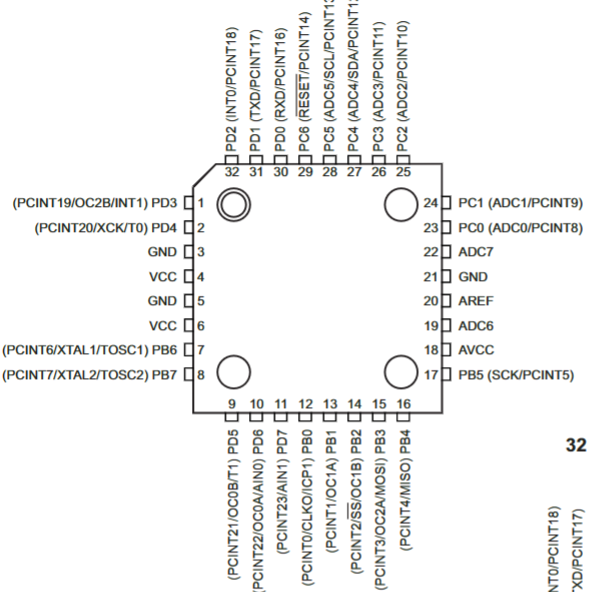 PD2 (INT0/PCINT18)
PD1 (TXD/PCINT17)
PD0 (RXD/PCINT16)
PC6 (RESET/PCINT14)
PC5 (ADC5/SCL/PCINT13
PC4 (ADC4/SDA/PCINT12
PC3 (ADC3/PCINT11)
PC2 (ADC2/PCINT10)
32 31 30 29 28 27 26 25
(PCINT19/OC2B/INT1) PD3 1
(PCINT20/XCK/T0) PD4 2
GND 3
VCC 4
GND 5
VCC 6
(PCINT6/XTAL1/TOSC1) PB6 7
(PCINT7/XTAL2/TOSC2) PB7 8
24 PC1 (ADC1/PCINT9)
23 PC0 (ADC0/PCINT8)
22 ADC7
21 GND
20 AREF
19 ADC6
18 AVCC
17 PB5 (SCK/PCINT5)
9 10 11 12 13 14 15 16
(PCINT21/OC0B/T1) PD5
(PCINT22/OC0A/AIN0) PD6
(PCINT23/AIN1) PD7
(PCINT0/CLKO/ICP1) PB0
(PCINT1/OC1A) PB1
(PCINT2/SS/OC1B) PB2
(PCINT3/OC2A/MOSI) PB3
(PCINT4/MISO) PB4
32
NT0/PCINT18)
TXD/PCINT17)